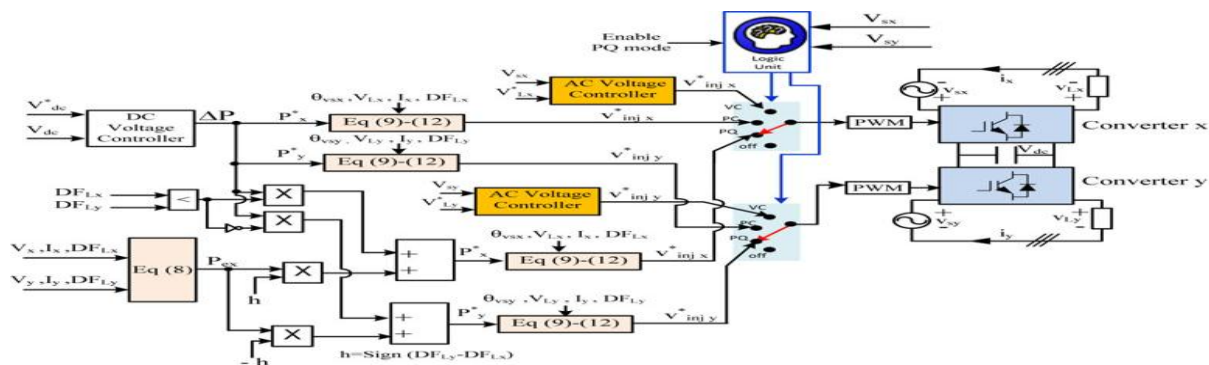 V_sx
V_sy
Enable
PQ mode
Logic
Unit
V_sx
V*_Lx
AC Voltage
Controller
V*_inj x
V*_dc
V_dc
DC
Voltage
Controller
ΔP
P*_x
θ_vsx, V_Lx, I_x, DF_Lx
Eq (9)-(12)
V*_inj x
VC
PC
PQ
off
PWM
i_x
v_sx
v_Lx
+
-
Converter x
V_dc
P*_y
θ_vsy, V_Ly, I_y, DF_Ly
Eq (9)-(12)
V*_inj y
PWM
Converter y
DF_Lx
DF_Ly
<
X
X
V_sy
V*_Ly
AC Voltage
Controller
V*_inj y
VC
PC
PQ
off
v_sy
v_Ly
+
-
i_y
V_x, I_x, DF_Lx
V_y, I_y, DF_Ly
Eq (8)
P_ex
X
h
+
+
P*_x
θ_vsx, V_Lx, I_x, DF_Lx
Eq (9)-(12)
V*_inj x
X
- h
+
+
P*_y
θ_vsy, V_Ly, I_y, DF_Ly
Eq (9)-(12)
V*_inj y
h=Sign (DF_Ly-DF_Lx)